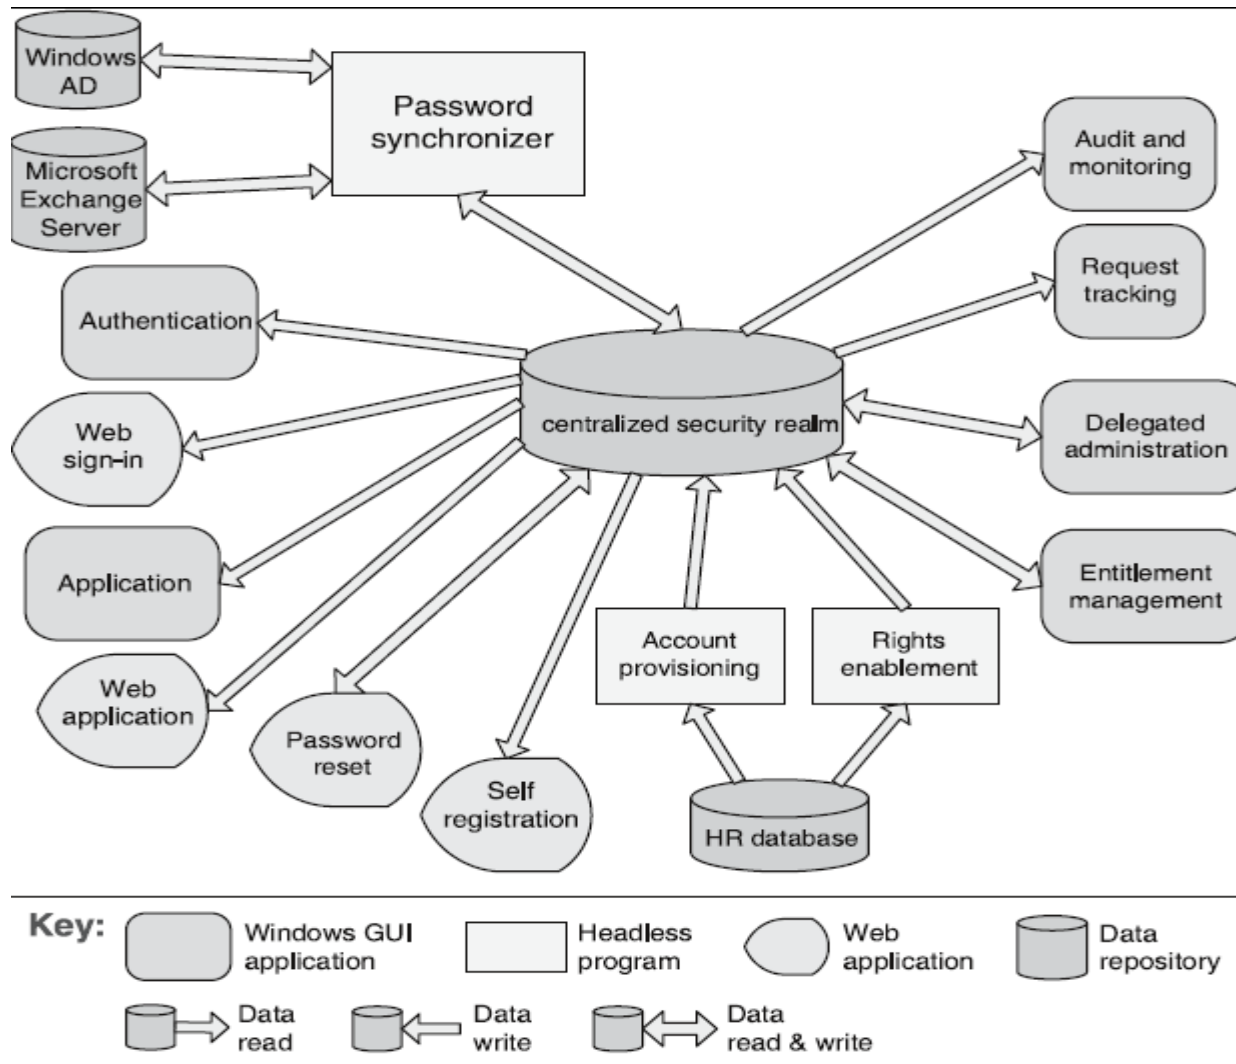 Windows
AD
Microsoft
Exchange
Server
Password
synchronizer
Audit and
monitoring
Request
tracking
Authentication
Web
sign-in
centralized security realm
Delegated
administration
Application
Entitlement
management
Web
application
Password
reset
Self
registration
Account
provisioning
Rights
enablement
HR database
Key:
Windows GUI
application
Headless
program
Web
application
Data
repository
Data
read
Data
write
Data
read & write